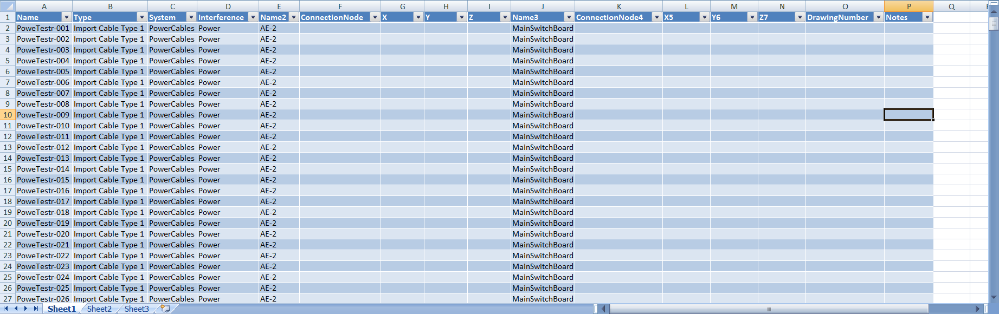 A B C D E F G H I J K L M N O P Q
1 Name Type System Interference Name2 ConnectionNode X Y Z Name3 ConnectionNode4 X5 Y6 Z7 DrawingNumber Notes
2 PoweTestr-001 Import Cable Type 1 PowerCables Power AE-2 MainSwitchBoard
3 PoweTestr-002 Import Cable Type 1 PowerCables Power AE-2 MainSwitchBoard
4 PoweTestr-003 Import Cable Type 1 PowerCables Power AE-2 MainSwitchBoard
5 PoweTestr-004 Import Cable Type 1 PowerCables Power AE-2 MainSwitchBoard
6 PoweTestr-005 Import Cable Type 1 PowerCables Power AE-2 MainSwitchBoard
7 PoweTestr-006 Import Cable Type 1 PowerCables Power AE-2 MainSwitchBoard
8 PoweTestr-007 Import Cable Type 1 PowerCables Power AE-2 MainSwitchBoard
9 PoweTestr-008 Import Cable Type 1 PowerCables Power AE-2 MainSwitchBoard
10 PoweTestr-009 Import Cable Type 1 PowerCables Power AE-2 MainSwitchBoard
11 PoweTestr-010 Import Cable Type 1 PowerCables Power AE-2 MainSwitchBoard
12 PoweTestr-011 Import Cable Type 1 PowerCables Power AE-2 MainSwitchBoard
13 PoweTestr-012 Import Cable Type 1 PowerCables Power AE-2 MainSwitchBoard
14 PoweTestr-013 Import Cable Type 1 PowerCables Power AE-2 MainSwitchBoard
15 PoweTestr-014 Import Cable Type 1 PowerCables Power AE-2 MainSwitchBoard
16 PoweTestr-015 Import Cable Type 1 PowerCables Power AE-2 MainSwitchBoard
17 PoweTestr-016 Import Cable Type 1 PowerCables Power AE-2 MainSwitchBoard
18 PoweTestr-017 Import Cable Type 1 PowerCables Power AE-2 MainSwitchBoard
19 PoweTestr-018 Import Cable Type 1 PowerCables Power AE-2 MainSwitchBoard
20 PoweTestr-019 Import Cable Type 1 PowerCables Power AE-2 MainSwitchBoard
21 PoweTestr-020 Import Cable Type 1 PowerCables Power AE-2 MainSwitchBoard
22 PoweTestr-021 Import Cable Type 1 PowerCables Power AE-2 MainSwitchBoard
23 PoweTestr-022 Import Cable Type 1 PowerCables Power AE-2 MainSwitchBoard
24 PoweTestr-023 Import Cable Type 1 PowerCables Power AE-2 MainSwitchBoard
25 PoweTestr-024 Import Cable Type 1 PowerCables Power AE-2 MainSwitchBoard
26 PoweTestr-025 Import Cable Type 1 PowerCables Power AE-2 MainSwitchBoard
27 PoweTestr-026 Import Cable Type 1 PowerCables Power AE-2 MainSwitchBoard
Sheet1 Sheet2 Sheet3